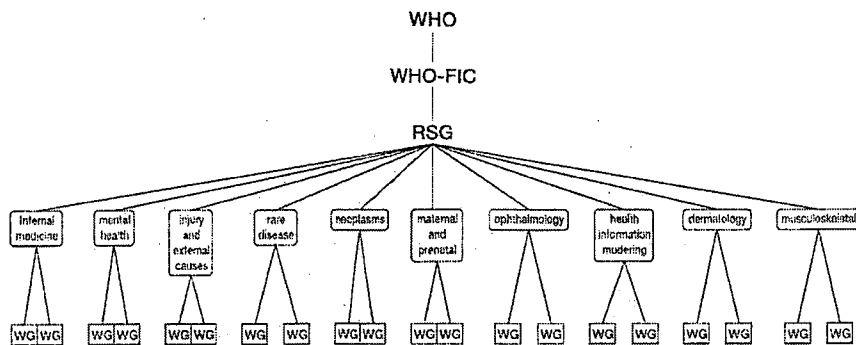 WHO
WHO-FIC
RSG
Internal
medicine
mental
health
injury
and
external
causes
rare
disease
neoplasms
maternal
and
prenatal
ophthalmology
health
information
modering
dermatology
musculoskeletal
WG WG WG WG WG WG WG WG WG WG WG WG WG WG WG WG WG WG WG WG